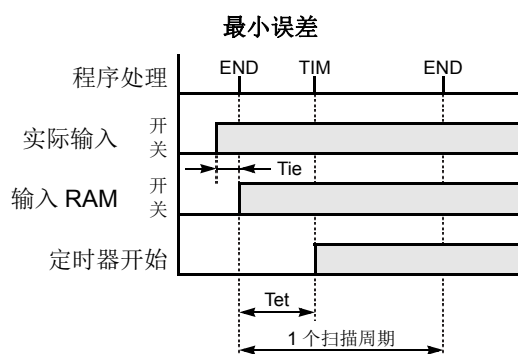 最小误差
程序处理 END TIM END
实际输入 开
关
Tie
输入 RAM 开
关
定时器开始
Tet
1 个扫描周期